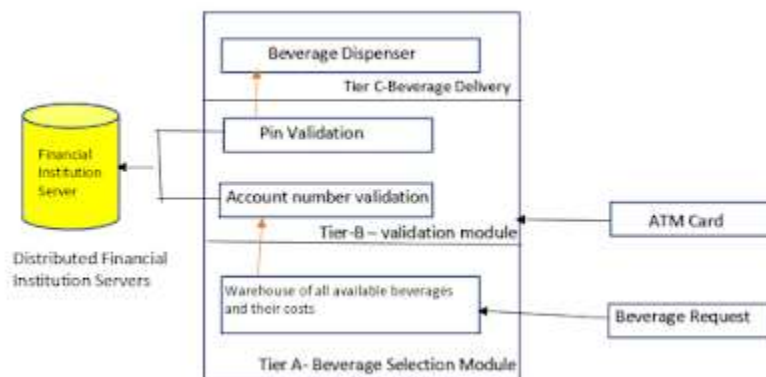 Beverage Dispenser
Tier C-Beverage Delivery
Pin Validation
Financial
Institution
Server
Account number validation
Tier-B – validation module
ATM Card
Distributed Financial
Institution Servers
Warehouse of all available beverages
and their costs
Beverage Request
Tier A- Beverage Selection Module